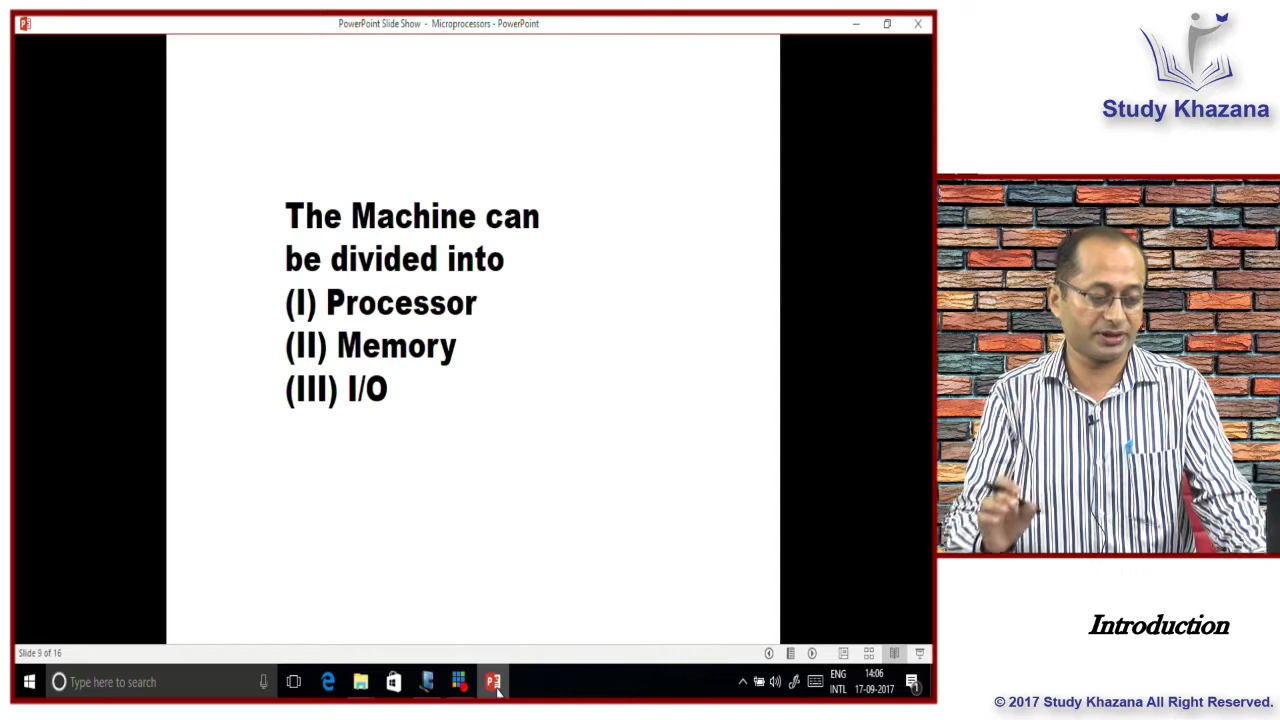 PowerPoint Slide Show - Microprocessors - PowerPoint
Study Khazana
The Machine can
be divided into
(I) Processor
(II) Memory
(III) I/O
Introduction
Slide 9 of 16
Type here to search
ENG
INTL
14:06
17-09-2017
1
© 2017 Study Khazana All Right Reserved.